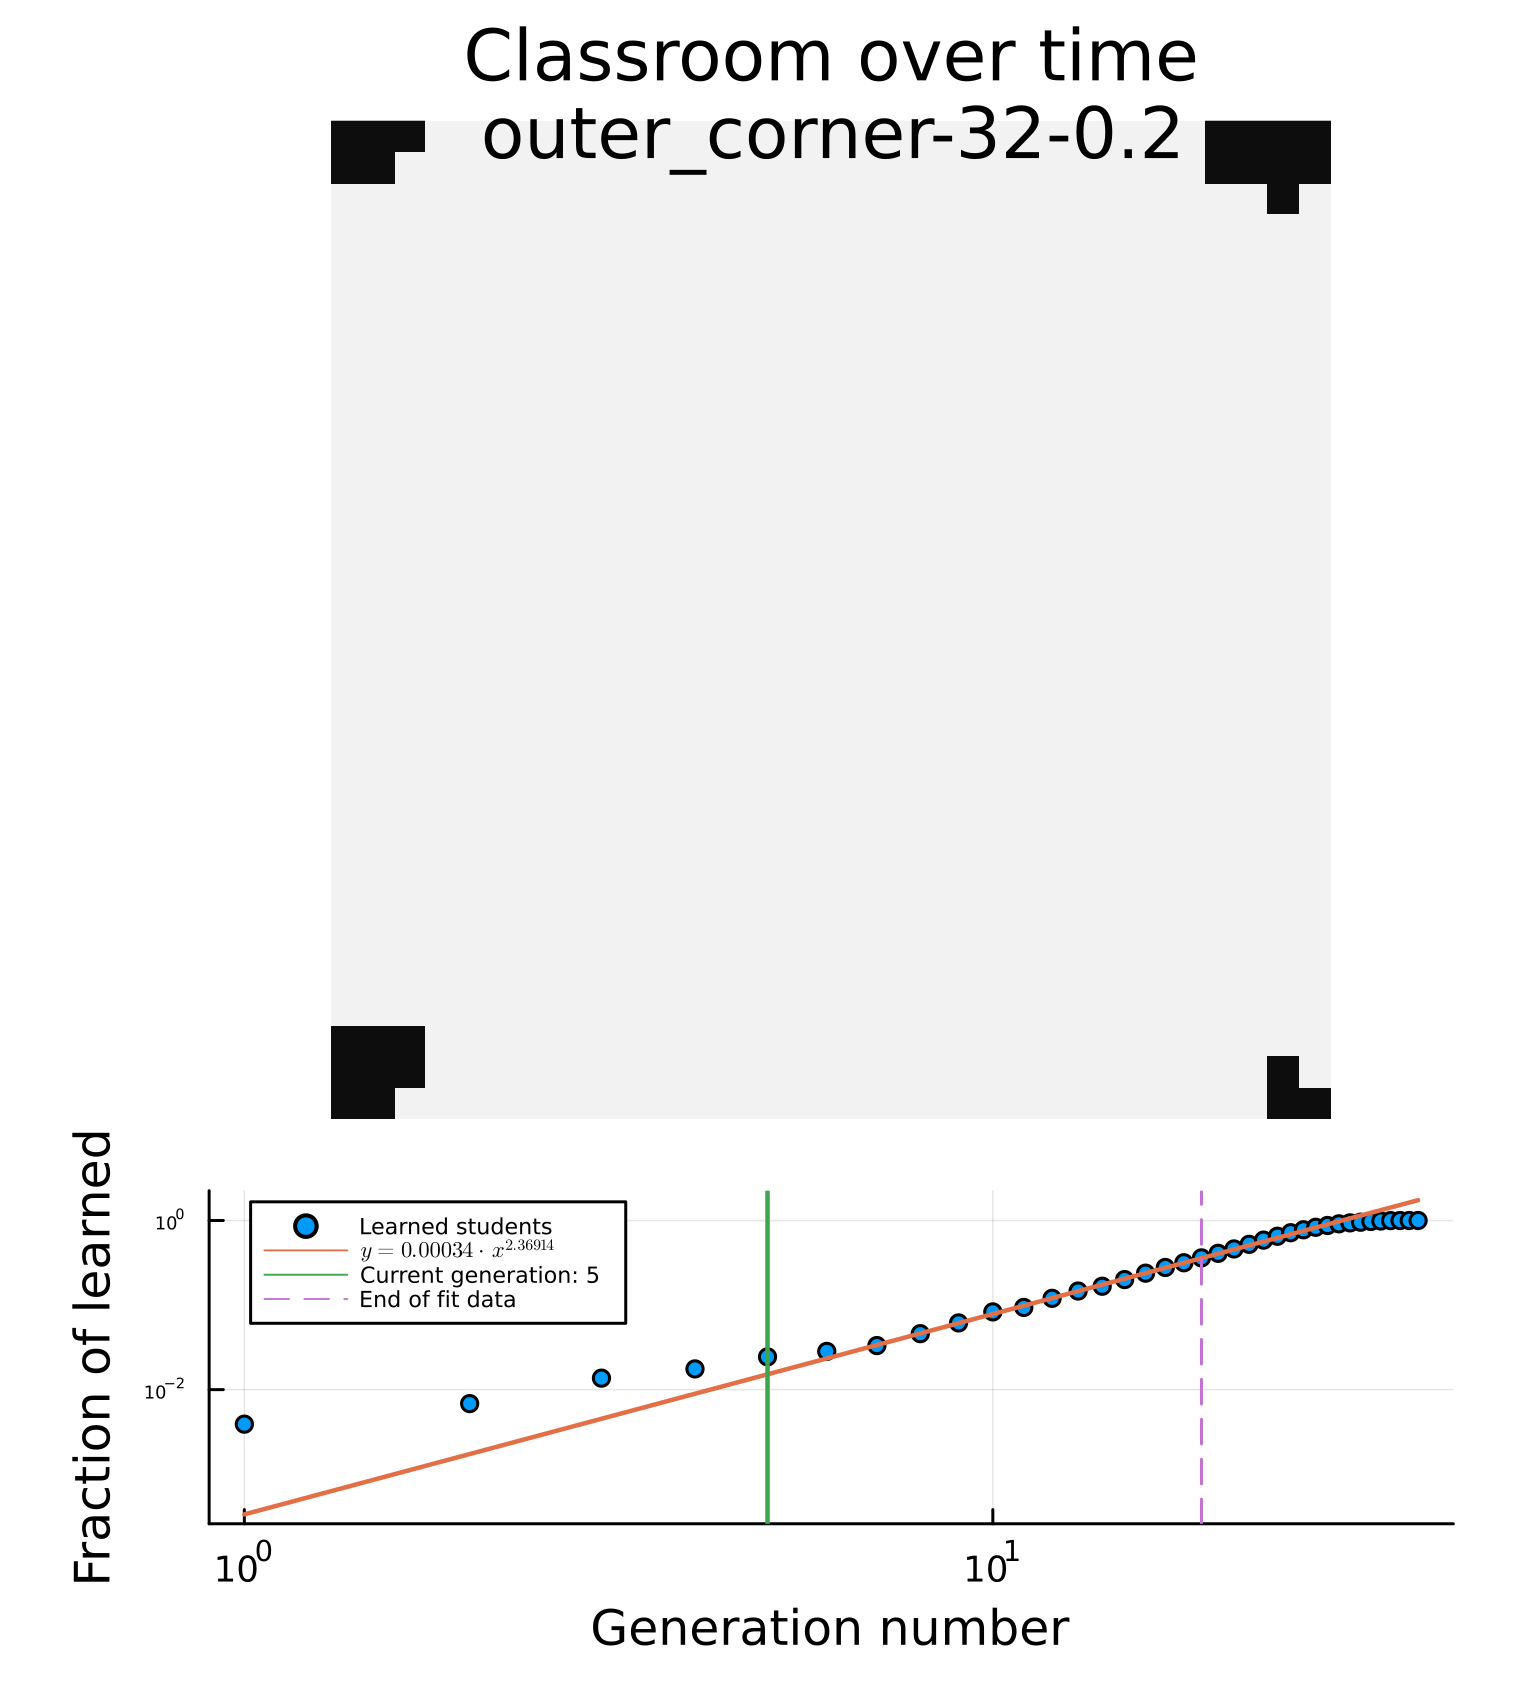 Classroom over time
outer_corner-32-0.2
Fraction of learned
10^0
10^-2
Learned students
y = 0.00034 · x^2.36914
Current generation: 5
End of fit data
10^0
10^1
Generation number